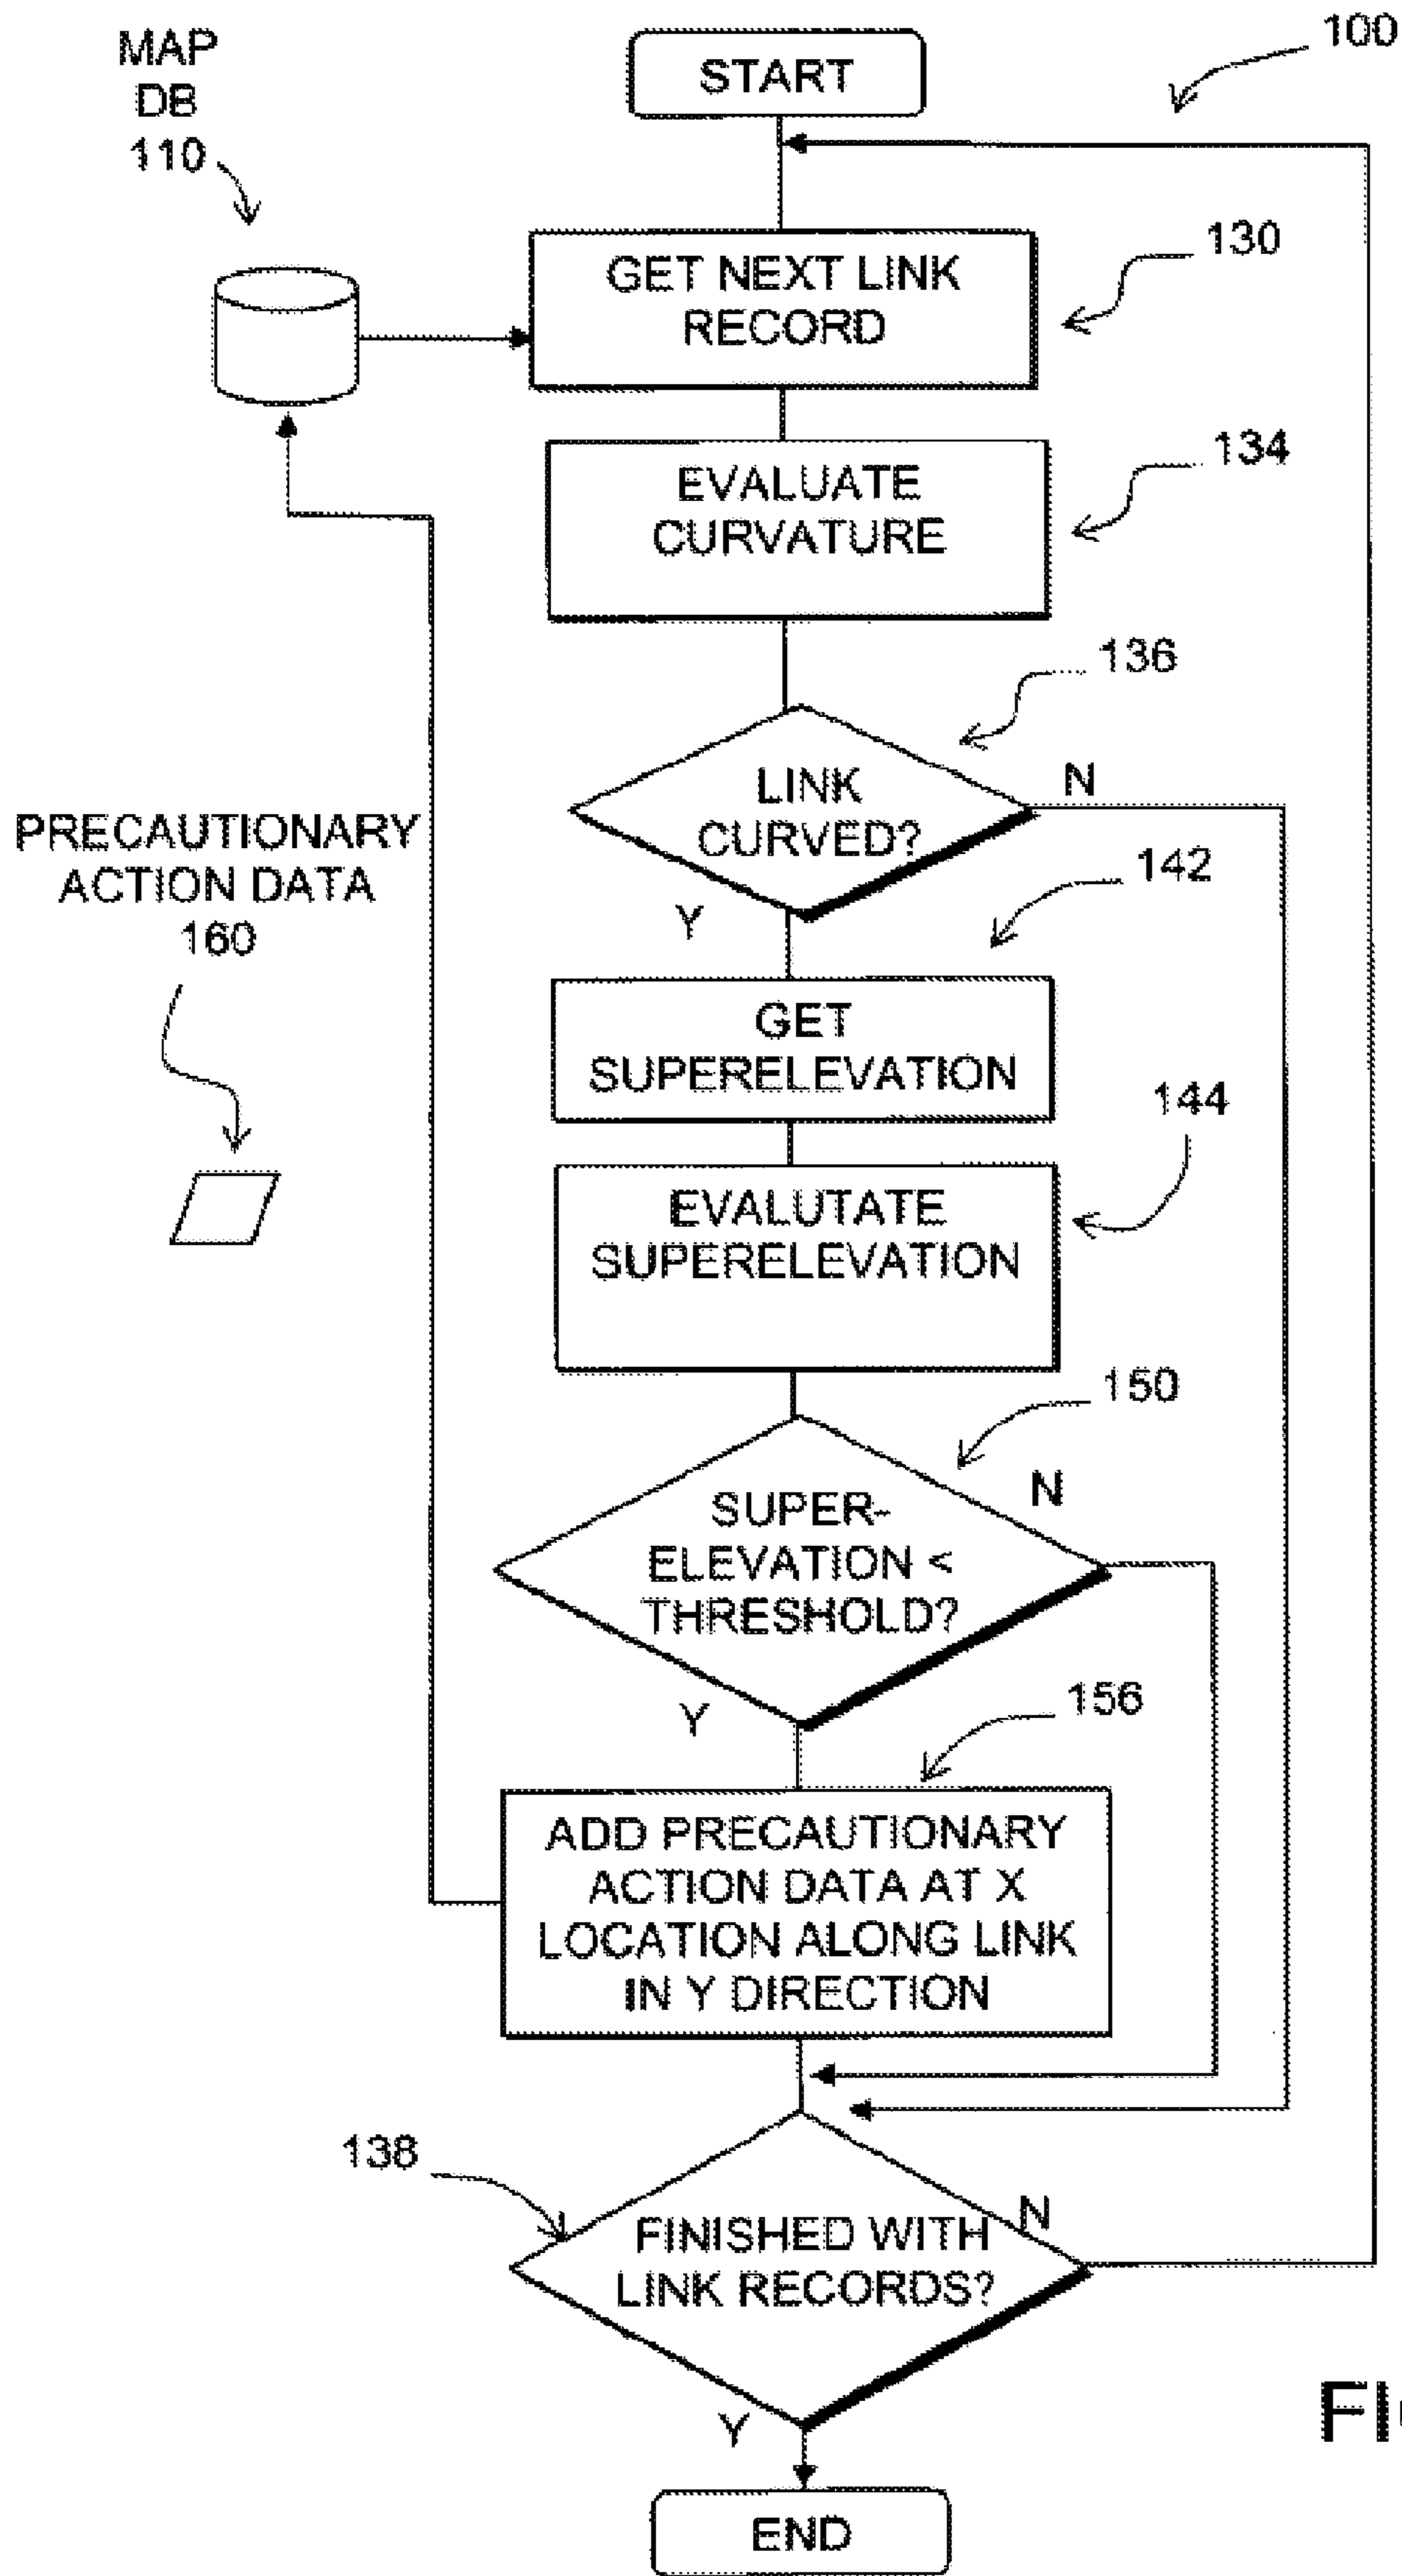 MAP
DB
110
START
100
GET NEXT LINK
RECORD
130
EVALUATE
CURVATURE
134
136
LINK
CURVED?
N
Y
PRECAUTIONARY
ACTION DATA
160
142
GET
SUPERELEVATION
144
EVALUTATE
SUPERELEVATION
150
SUPER-
ELEVATION <
THRESHOLD?
N
Y
156
ADD PRECAUTIONARY
ACTION DATA AT X
LOCATION ALONG LINK
IN Y DIRECTION
138
FINISHED WITH
LINK RECORDS?
N
Y
END